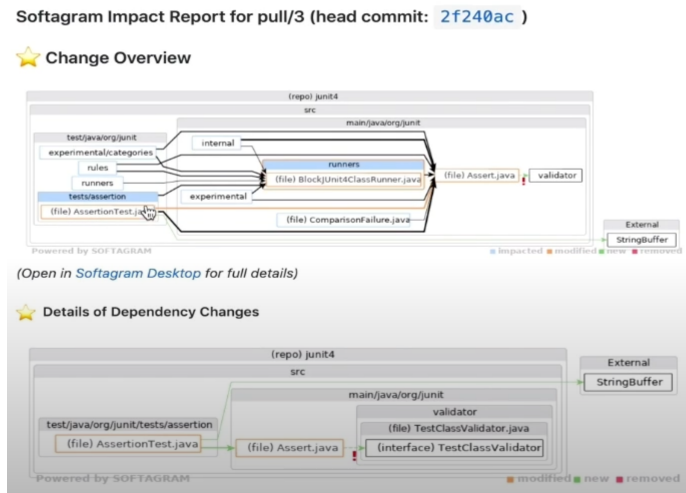 Softagram Impact Report for pull/3 (head commit: 2f240ac )
Change Overview
(repo) junit4
src
main/java/org/junit
test/java/org/junit
experimental/categories
internal
rules
runners
runners
(file) BlockJUnit4ClassRunner.java
(file) Assert.java
validator
tests/assertion
experimental
(file) AssertionTest.ja
(file) ComparisonFailure.java
External
StringBuffer
Powered by SOFTAGRAM
impacted modified new removed
(Open in Softagram Desktop for full details)
Details of Dependency Changes
(repo) junit4
src
External
StringBuffer
main/java/org/junit
validator
test/java/org/junit/tests/assertion
(file) TestClassValidator.java
(file) AssertionTest.java
(file) Assert.java
(interface) TestClassValidator
Powered by SOFTAGRAM
modified new removed